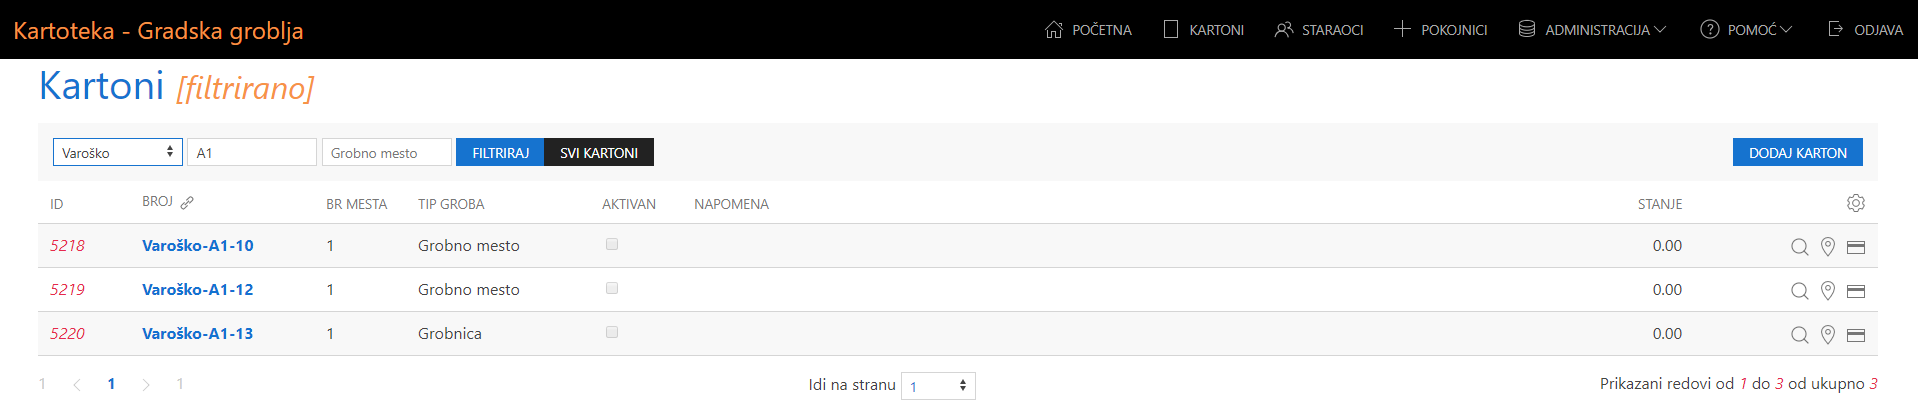 Kartoteka - Gradska groblja POČETNA KARTONI STARAOCI POKOJNICI ADMINISTRACIJA POMOĆ ODJAVA
Kartoni [filtrirano]
Varoško A1 Grobno mesto FILTRIRAJ SVI KARTONI DODAJ KARTON
ID BROJ BR MESTA TIP GROBA AKTIVAN NAPOMENA STANJE
5218 Varoško-A1-10 1 Grobno mesto 0.00
5219 Varoško-A1-12 1 Grobno mesto 0.00
5220 Varoško-A1-13 1 Grobnica 0.00
1 1 1 Idi na stranu 1 Prikazani redovi od 1 do 3 od ukupno 3